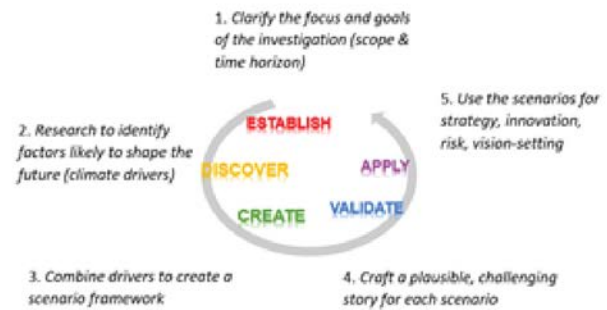 1. Clarify the focus and goals
of the investigation (scope &
time horizon)
ESTABLISH
5. Use the scenarios for
strategy, innovation,
risk, vision-setting
2. Research to identify
factors likely to shape the
future (climate drivers)
DISCOVER
APPLY
CREATE
VALIDATE
3. Combine drivers to create a
scenario framework
4. Craft a plausible, challenging
story for each scenario